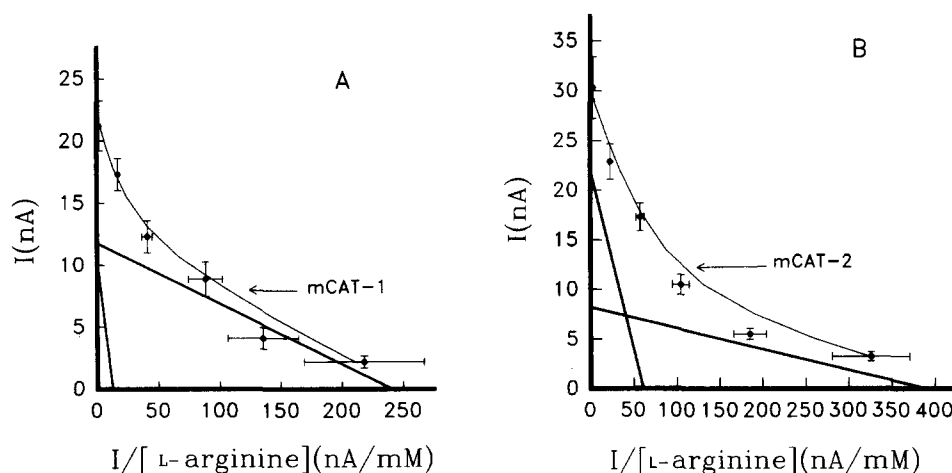 A
25
20
15
10
5
0
I(nA)
mCAT-1
0 50 100 150 200 250
I/[ L-arginine](nA/mM)
B
35
30
25
20
15
10
5
0
I(nA)
mCAT-2
0 50 100 150 200 250 300 350 400
I/[L-arginine](nA/mM)